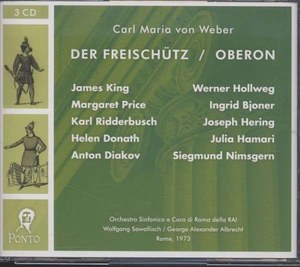 3 CD
Carl Maria von Weber
DER FREISCHÜTZ / OBERON
James King
Margaret Price
Karl Ridderbusch
Helen Donath
Anton Diakov
Werner Hollweg
Ingrid Bjoner
Joseph Hering
Julia Hamari
Siegmund Nimsgern
Orchestra Sinfonica e Coro di Roma della RAI
Wolfgang Sawallisch / George Alexander Albrecht
Rome, 1973
PONTO